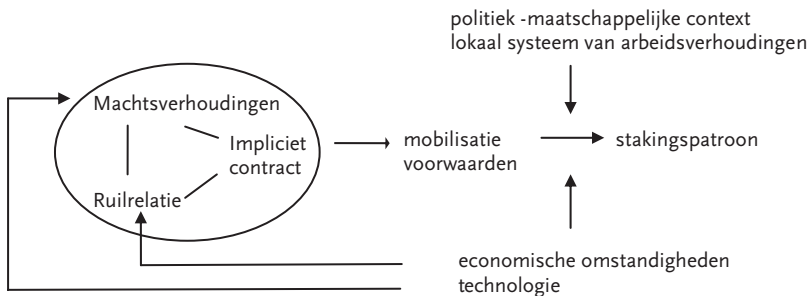 politiek -maatschappelijke context
lokaal systeem van arbeidsverhoudingen
Machtsverhoudingen
Impliciet
contract
mobilisatie
voorwaarden
stakingspatroon
Ruilrelatie
economische omstandigheden
technologie